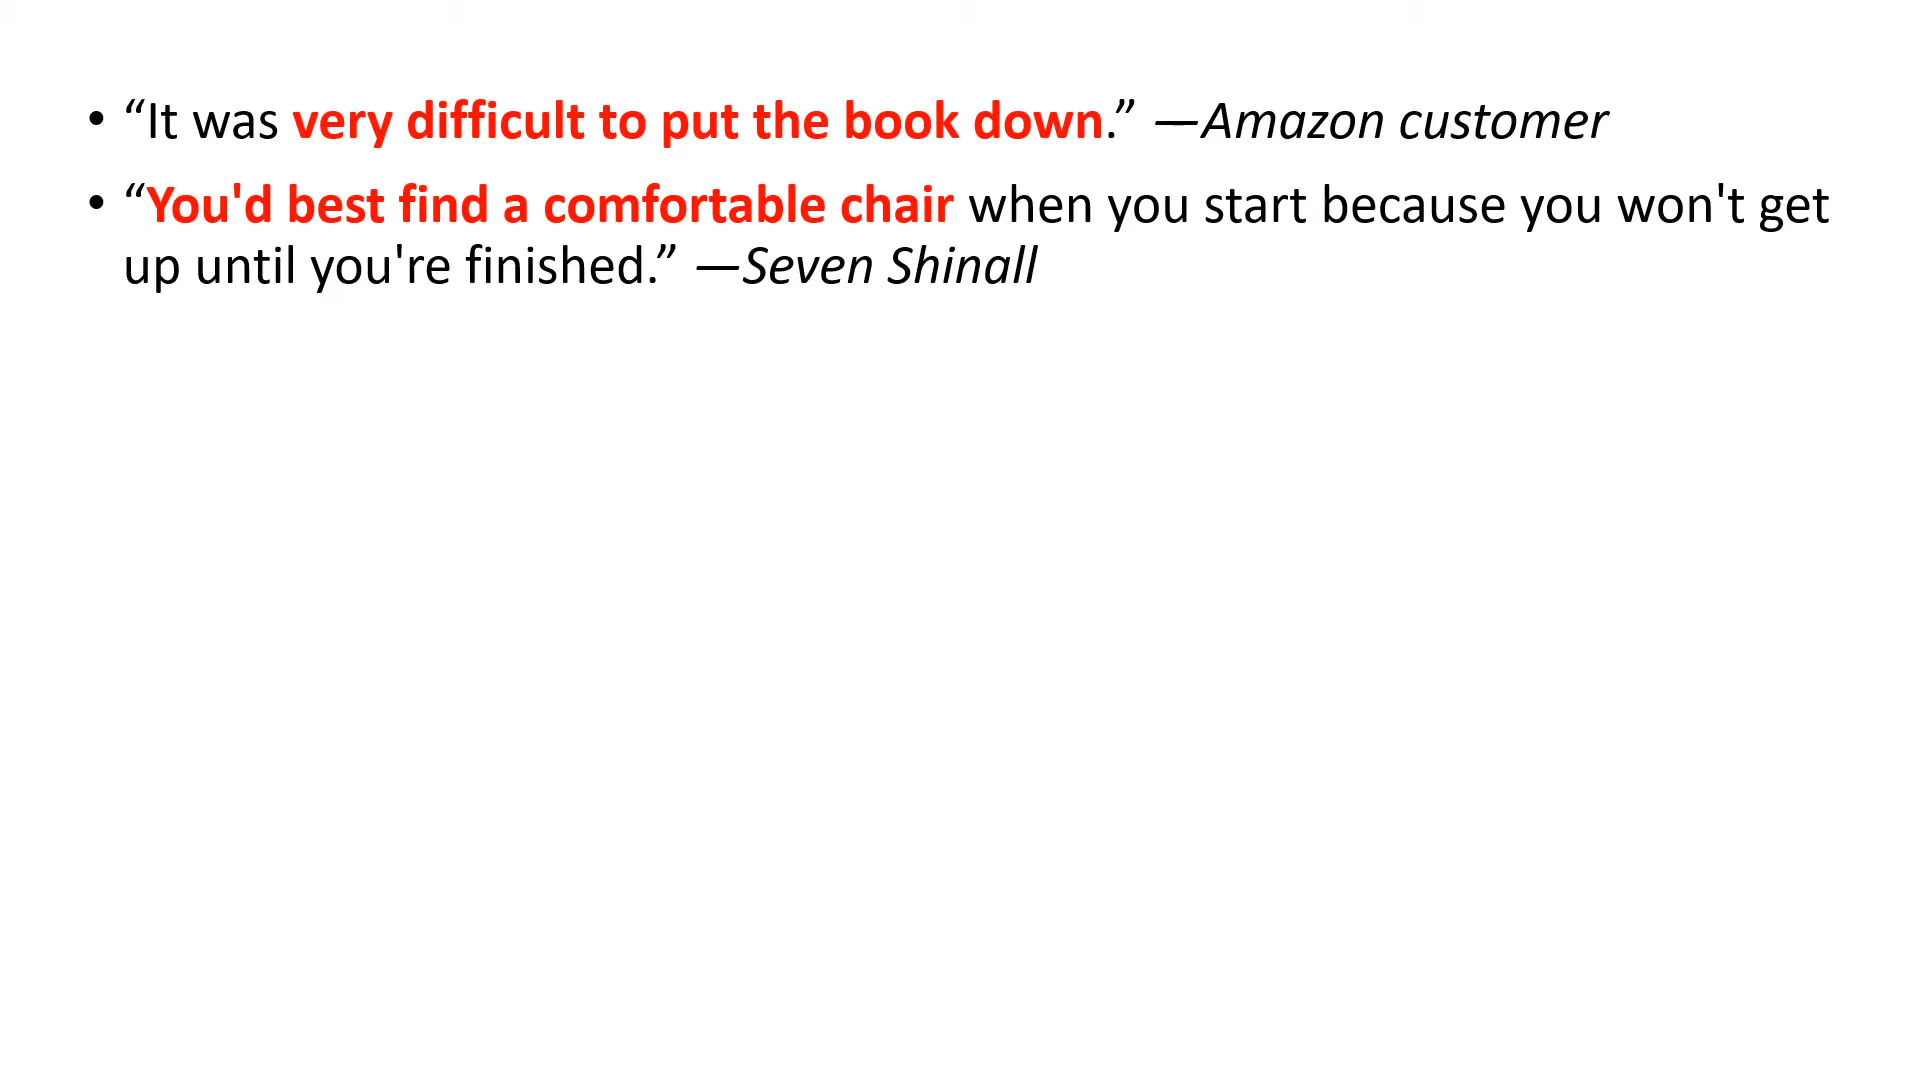 • “It was very difficult to put the book down.” —Amazon customer
• “You'd best find a comfortable chair when you start because you won't get
up until you're finished.” —Seven Shinall